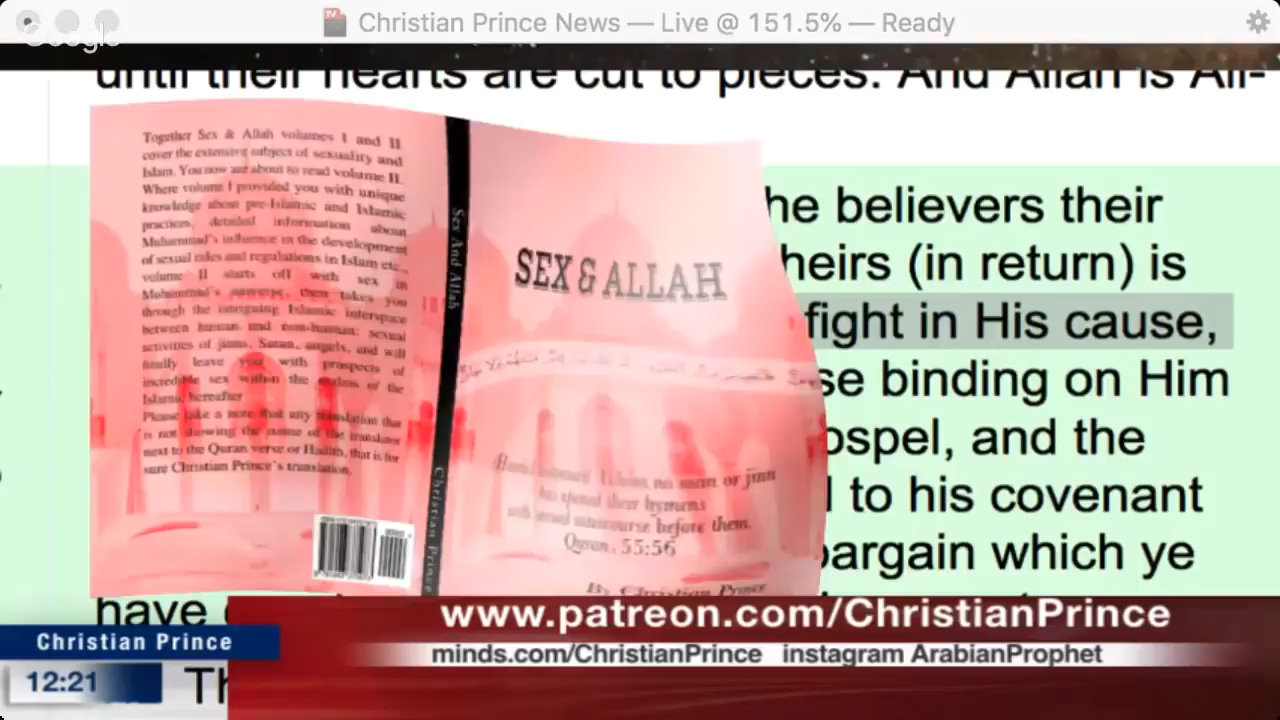 Christian Prince News — Live @ 151.5% — Ready
Google
until their hearts are cut to pieces. And Allah is All-
he believers their
heirs (in return) is
fight in His cause,
se binding on Him
ospel, and the
to his covenant
bargain which ye
have
Th
Together Sex & Allah volumes I and II
cover the extensive subject of sexuality and
Islam. You now are about to read volume II.
Where volume I provided you with unique
knowledge about pre-Islamic and Islamic
practices, detailed information about
Muhammad's influence in the development
of sexual rules and regulations in Islam etc.,
volume II starts off with sex in
Muhammad's universe, then takes you
through the intriguing Islamic interspace
between human and non-human: sexual
activities of jinns, Satan, angels, and will
finally leave you with prospects of
incredible sex within the realms of the
Islamic hereafter
Please take a note that any translation that
is not showing the name of the translator
next to the Quran verse or Hadith, that is for
sure Christian Prince's translation.
Sex And Allah
Christian Prince
SEX & ALLAH
no man or jinn
has opened their hymens
intercourse before them.
Quran, 55:56
By Christian Prince
www.patreon.com/ChristianPrince
minds.com/ChristianPrince instagram ArabianProphet
Christian Prince
12:21